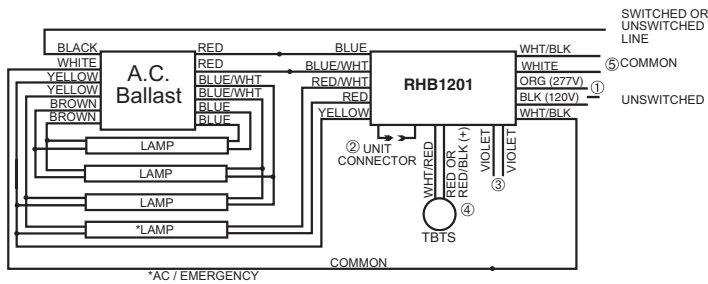 SWITCHED OR
UNSWITCHED
LINE
BLACK
RED
BLUE
WHT/BLK
WHITE
RED
BLUE/WHT
WHITE
⑤COMMON
YELLOW
A.C.
Ballast
BLUE/WHT
RED/WHT
RHB1201
ORG (277V)
①
YELLOW
BLUE/WHT
RED
BLK (120V)
UNSWITCHED
BROWN
BLUE
YELLOW
WHT/BLK
BROWN
BLUE
LAMP
② UNIT
CONNECTOR
WHT/RED
RED OR
RED/BLK (+)
VIOLET
VIOLET
LAMP
③
LAMP
④
*LAMP
TBTS
COMMON
*AC / EMERGENCY